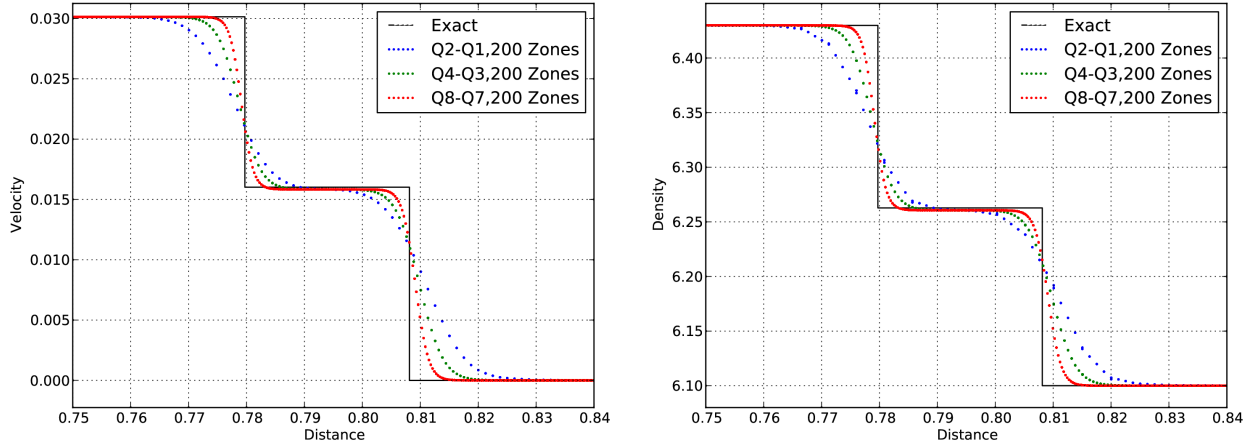 Exact
Q2-Q1,200 Zones
Q4-Q3,200 Zones
Q8-Q7,200 Zones
0.030
0.025
0.020
0.015
0.010
0.005
0.000
Velocity
0.75 0.76 0.77 0.78 0.79 0.80 0.81 0.82 0.83 0.84
Distance
Exact
Q2-Q1,200 Zones
Q4-Q3,200 Zones
Q8-Q7,200 Zones
6.40
6.35
6.30
6.25
6.20
6.15
6.10
Density
0.75 0.76 0.77 0.78 0.79 0.80 0.81 0.82 0.83 0.84
Distance